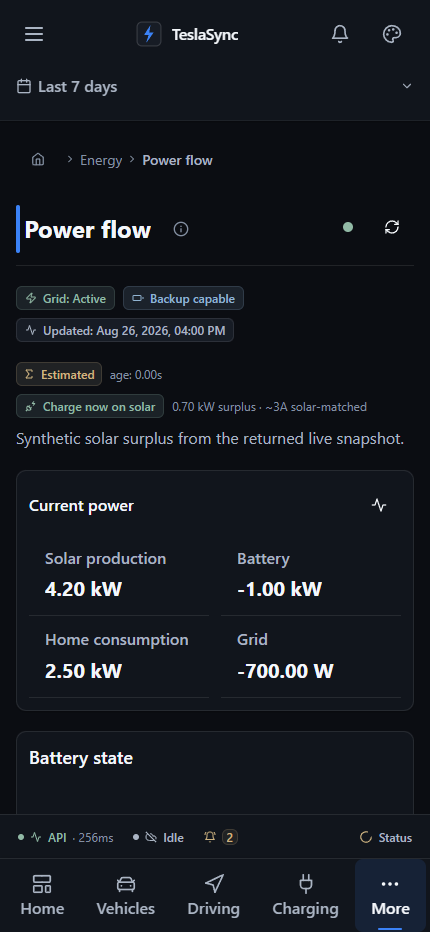 TeslaSync
Last 7 days
Energy
Power flow
Power flow
Grid: Active
Backup capable
Updated: Aug 26, 2026, 04:00 PM
Σ Estimated
age: 0.00s
Charge now on solar
0.70 kW surplus · ~3A solar-matched
Synthetic solar surplus from the returned live snapshot.
Current power
Solar production
4.20 kW
Battery
-1.00 kW
Home consumption
2.50 kW
Grid
-700.00 W
Battery state
API · 256ms
Idle
2
Status
Home
Vehicles
Driving
Charging
More